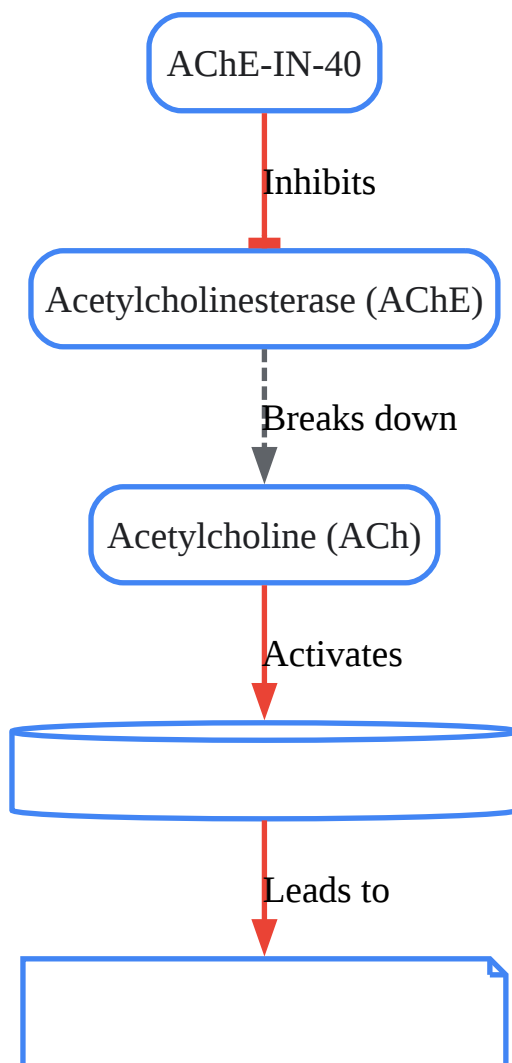 AChE-IN-40
Inhibits
Acetylcholinesterase (AChE)
Breaks down
Acetylcholine (ACh)
Activates
Leads to